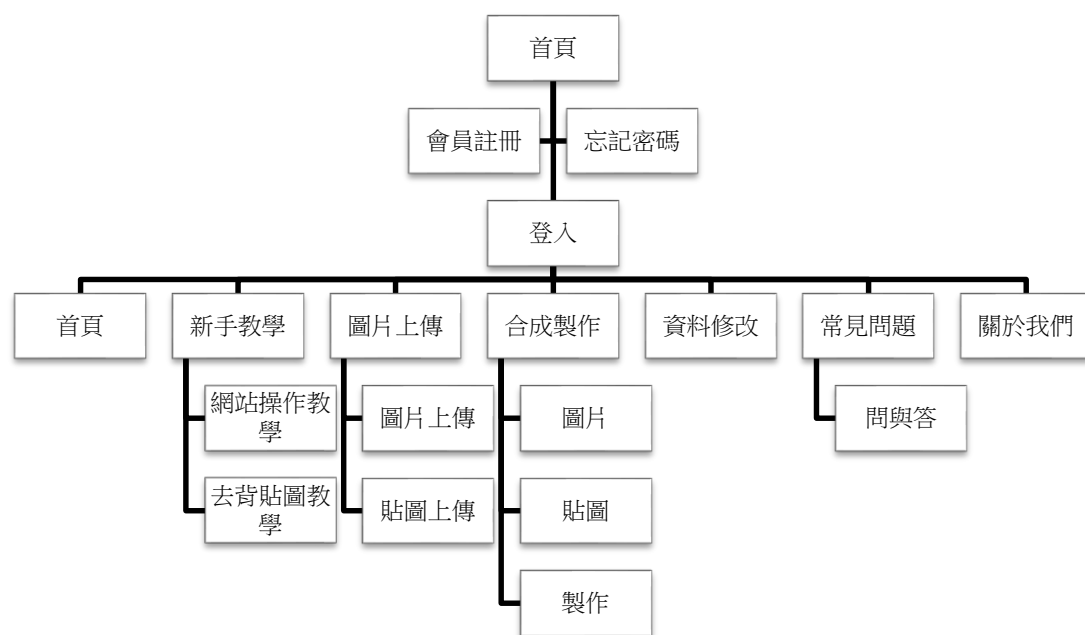 首頁
會員註冊
忘記密碼
登入
首頁
新手教學
圖片上傳
合成製作
資料修改
常見問題
關於我們
網站操作教
學
圖片上傳
圖片
問與答
去背貼圖教
學
貼圖上傳
貼圖
製作